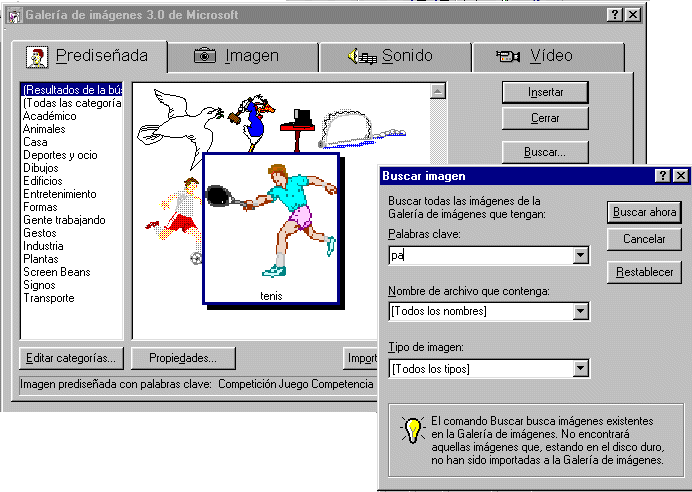 Galería de imágenes 3.0 de Microsoft
Prediseñada
Imagen
Sonido
Vídeo
(Resultados de la bús
(Todas las categoría
Académico
Animales
Casa
Deportes y ocio
Dibujos
Edificios
Entretenimiento
Formas
Gente trabajando
Gestos
Industria
Plantas
Screen Beans
Signos
Transporte
tenis
Insertar
Cerrar
Buscar...
Editar categorías...
Propiedades...
Import
Imagen prediseñada con palabras clave: Competición Juego Competencia
Buscar imagen
Buscar todas las imágenes de la
Galería de imágenes que tengan:
Palabras clave:
pa
Nombre de archivo que contenga:
[Todos los nombres]
Tipo de imagen:
[Todos los tipos]
Buscar ahora
Cancelar
Restablecer
El comando Buscar busca imágenes existentes
en la Galería de imágenes. No encontrará
aquellas imágenes que, estando en el disco duro,
no han sido importadas a la Galería de imágenes.